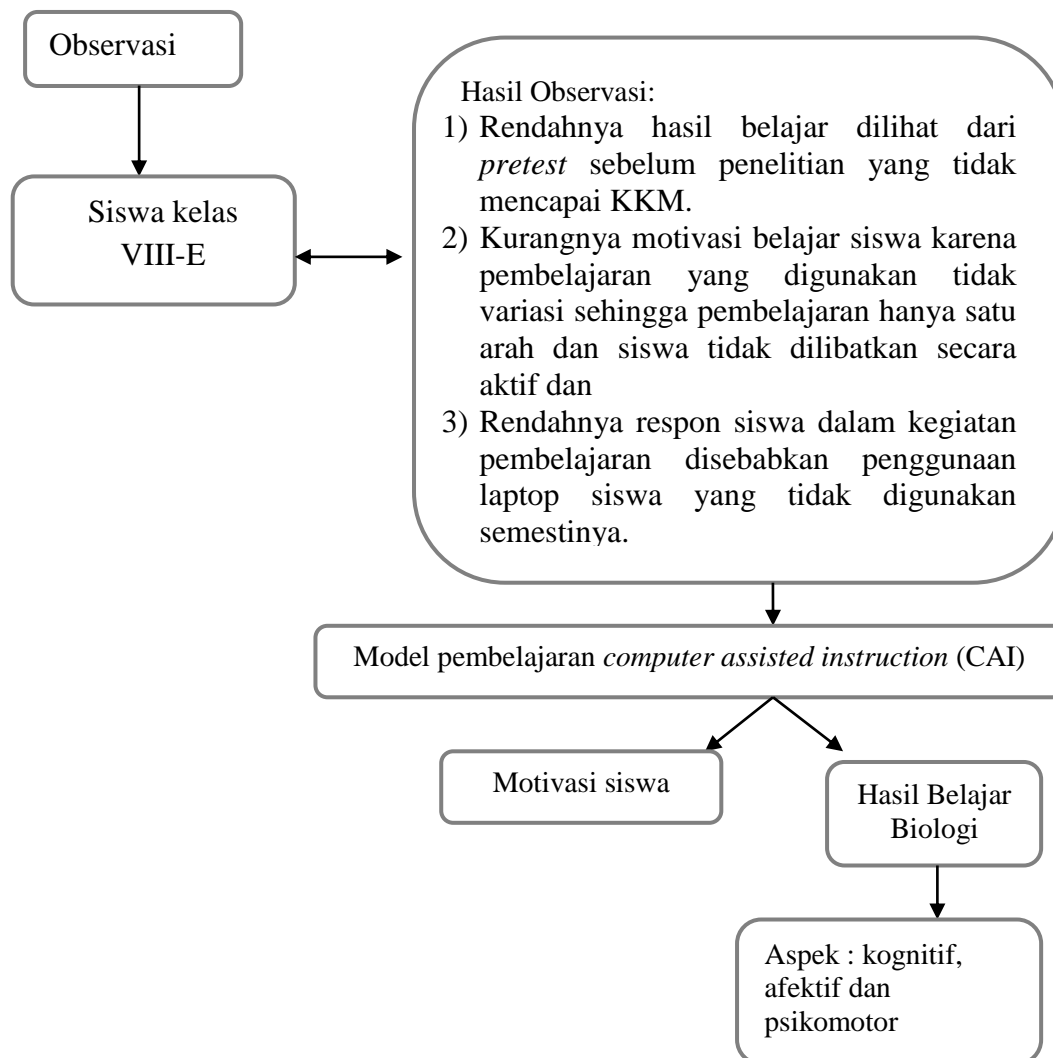 Observasi
Siswa kelas
VIII-E
Hasil Observasi:
1) Rendahnya hasil belajar dilihat dari
pretest sebelum penelitian yang tidak
mencapai KKM.
2) Kurangnya motivasi belajar siswa karena
pembelajaran yang digunakan tidak
variasi sehingga pembelajaran hanya satu
arah dan siswa tidak dilibatkan secara
aktif dan
3) Rendahnya respon siswa dalam kegiatan
pembelajaran disebabkan penggunaan
laptop siswa yang tidak digunakan
semestinya.
Model pembelajaran computer assisted instruction (CAI)
Motivasi siswa
Hasil Belajar
Biologi
Aspek : kognitif,
afektif dan
psikomotor